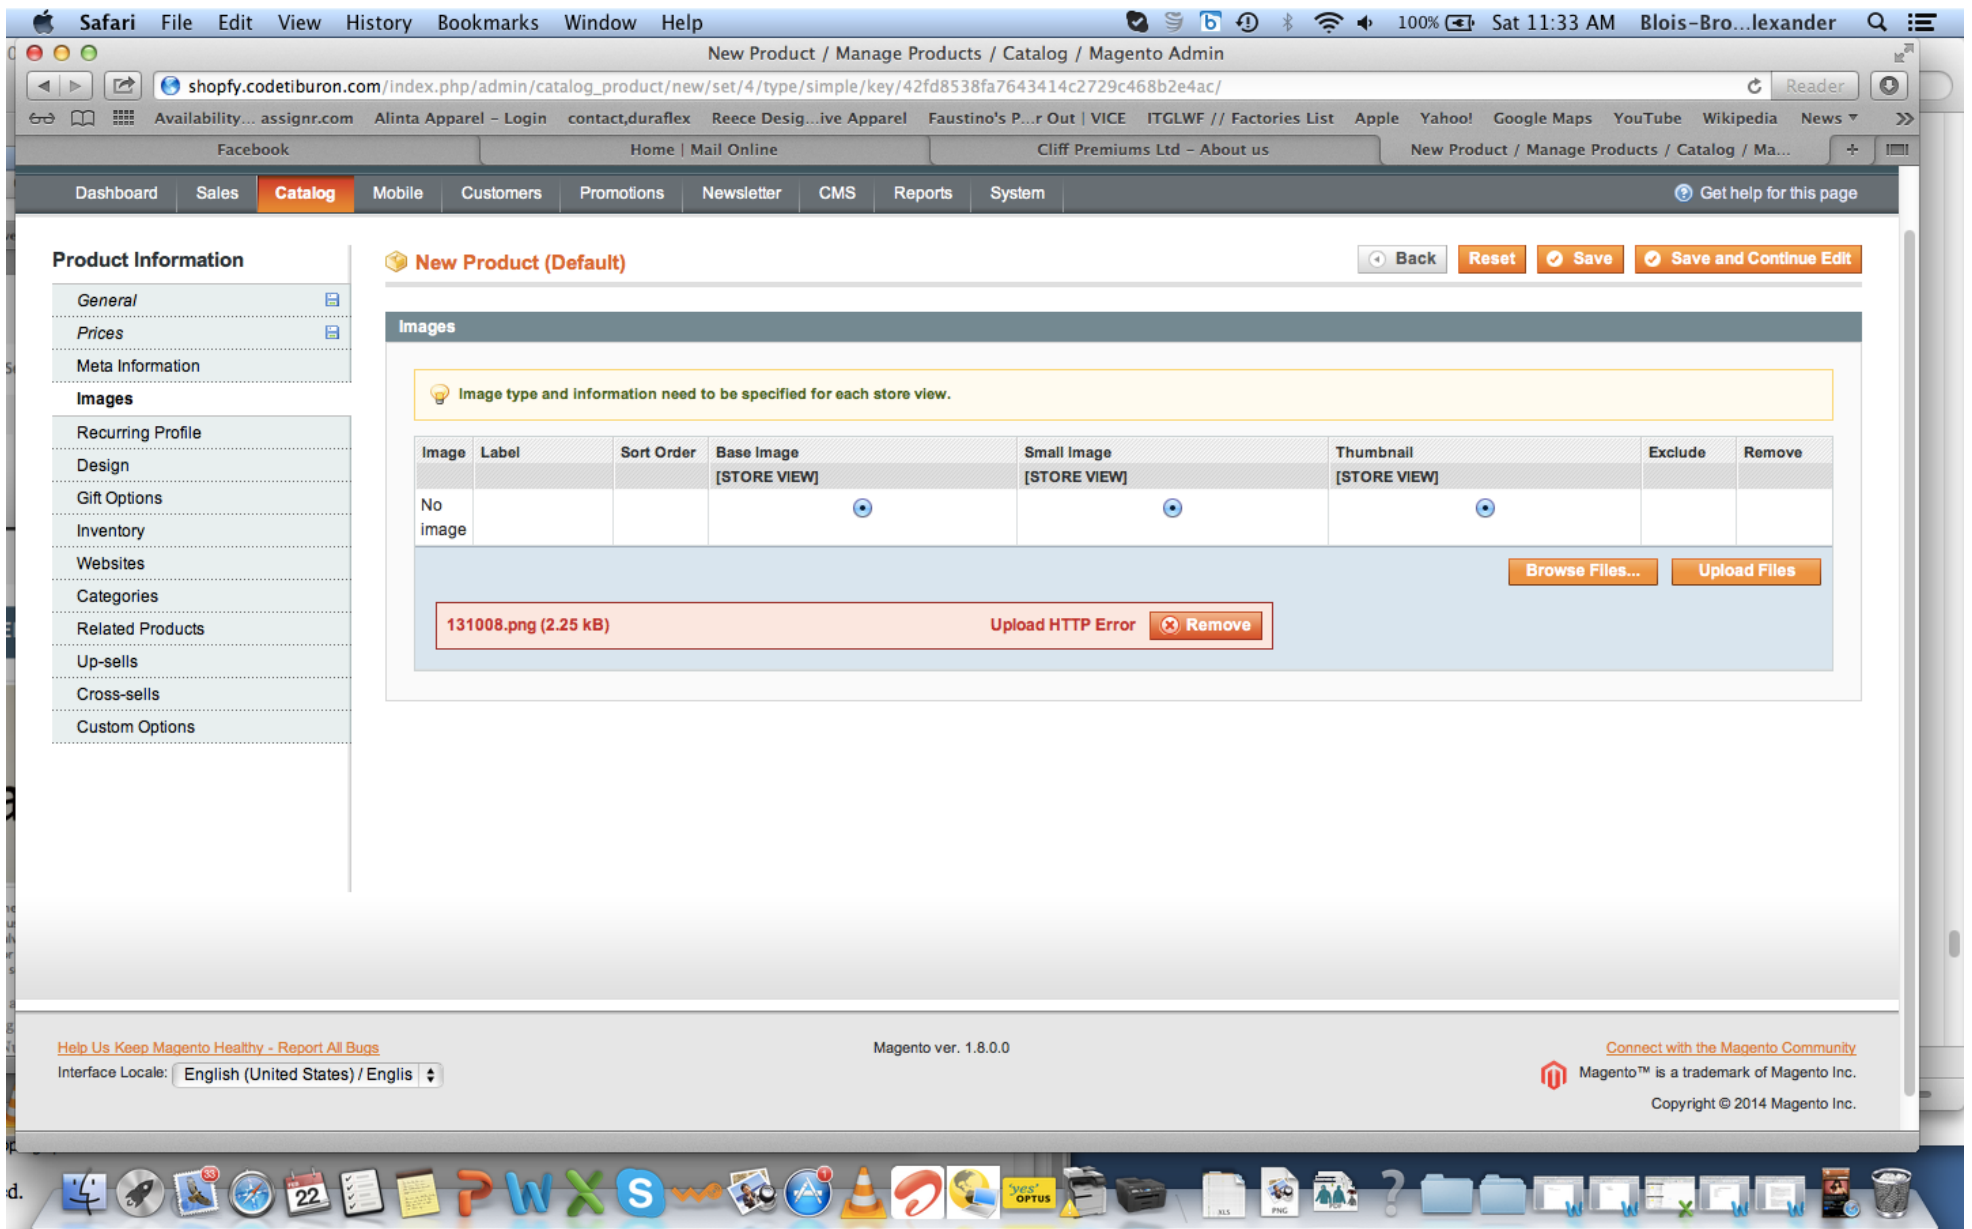 Safari File Edit View History Bookmarks Window Help 100% Sat 11:33 AM Blois-Bro...lexander
New Product / Manage Products / Catalog / Magento Admin
shopfy.codetiburon.com/index.php/admin/catalog_product/new/set/4/type/simple/key/42fd8538fa7643414c2729c468b2e4ac/ Reader
Availability... assignr.com Alinta Apparel – Login contact,duraflex Reece Desig...ive Apparel Faustino's P...r Out | VICE ITGLWF // Factories List Apple Yahoo! Google Maps YouTube Wikipedia News
Facebook Home | Mail Online Cliff Premiums Ltd – About us New Product / Manage Products / Catalog / Ma...
Dashboard Sales Catalog Mobile Customers Promotions Newsletter CMS Reports System Get help for this page
Product Information
General
Prices
Meta Information
Images
Recurring Profile
Design
Gift Options
Inventory
Websites
Categories
Related Products
Up-sells
Cross-sells
Custom Options
New Product (Default) Back Reset Save Save and Continue Edit
Images
Image type and information need to be specified for each store view.
Image Label Sort Order Base Image Small Image Thumbnail Exclude Remove
[STORE VIEW] [STORE VIEW] [STORE VIEW]
No
image
Browse Files... Upload Files
131008.png (2.25 kB) Upload HTTP Error Remove
Help Us Keep Magento Healthy - Report All Bugs Magento ver. 1.8.0.0 Connect with the Magento Community
Interface Locale: English (United States) / Englis Magento™ is a trademark of Magento Inc.
Copyright © 2014 Magento Inc.
ed.
33
22
1
'yes'
OPTUS
XLS
PNG
PDF